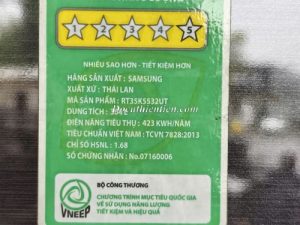 1 2 3 4 5
NHIỀU SAO HƠN - TIẾT KIỆM HƠN
HÃNG SẢN XUẤT : SAMSUNG
XUẤT XỨ : THÁI LAN
MÃ SẢN PHẨM : RT35K5532UT
DUNG TÍCH :
ĐIỆN NĂNG TIÊU THỤ : 423 KWH/NĂM
TIÊU CHUẨN VIỆT NAM : TCVN 7828:2013
CHỈ SỐ HSNL : 1.68
SỐ CHỨNG NHẬN : No.07160006
BỘ CÔNG THƯƠNG
CHƯƠNG TRÌNH MỤC TIÊU QUỐC GIA
VỀ SỬ DỤNG NĂNG LƯỢNG
TIẾT KIỆM VÀ HIỆU QUẢ
VNEEP